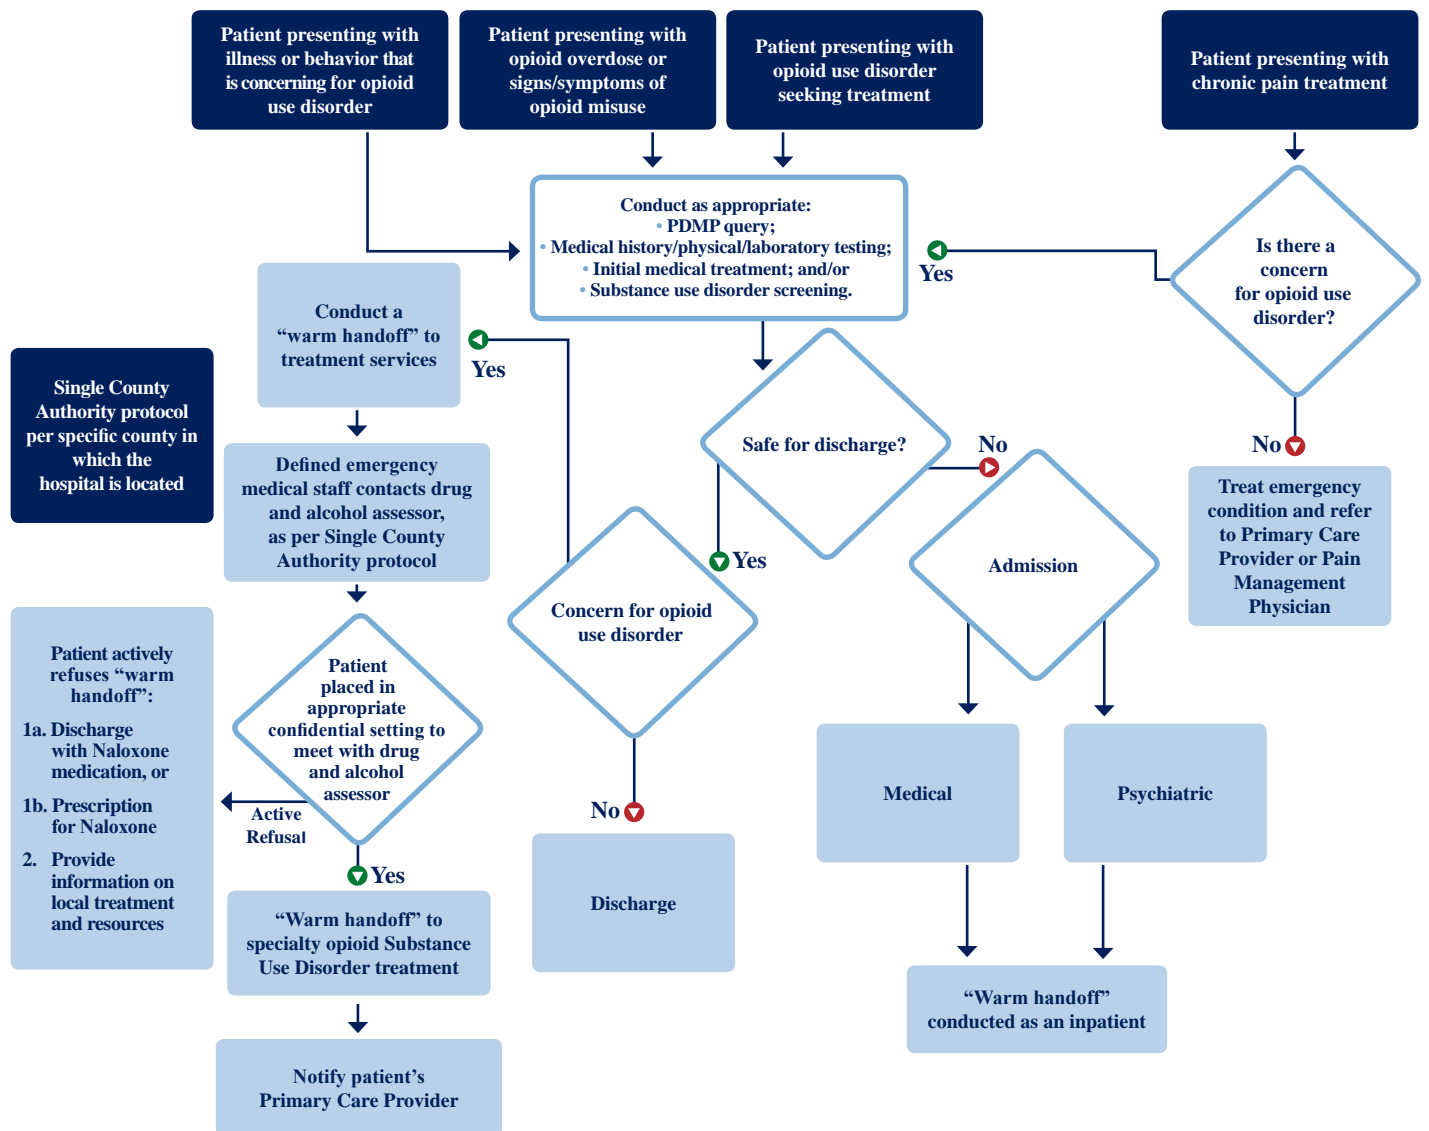 Patient presenting with
illness or behavior that
is concerning for opioid
use disorder
Patient presenting with
opioid overdose or
signs/symptoms of
opioid misuse
Patient presenting with
opioid use disorder
seeking treatment
Patient presenting with
chronic pain treatment
Conduct as appropriate:
• PDMP query;
• Medical history/physical/laboratory testing;
• Initial medical treatment; and/or
• Substance use disorder screening.
Yes
Is there a
concern
for opioid use
disorder?
Conduct a
“warm handoff” to
treatment services
Yes
Single County
Authority protocol
per specific county in
which the
hospital is located
Safe for discharge?
No
No
Defined emergency
medical staff contacts drug
and alcohol assessor,
as per Single County
Authority protocol
Treat emergency
condition and refer
to Primary Care
Provider or Pain
Management
Physician
Yes
Admission
Concern for opioid
use disorder
Patient actively
refuses “warm
handoff”:
1a. Discharge
with Naloxone
medication, or
1b. Prescription
for Naloxone
2. Provide
information on
local treatment
and resources
Patient
placed in
appropriate
confidential setting to
meet with drug
and alcohol
assessor
Active
Refusal
No
Medical
Psychiatric
Yes
Discharge
“Warm handoff” to
specialty opioid Substance
Use Disorder treatment
“Warm handoff”
conducted as an inpatient
Notify patient’s
Primary Care Provider